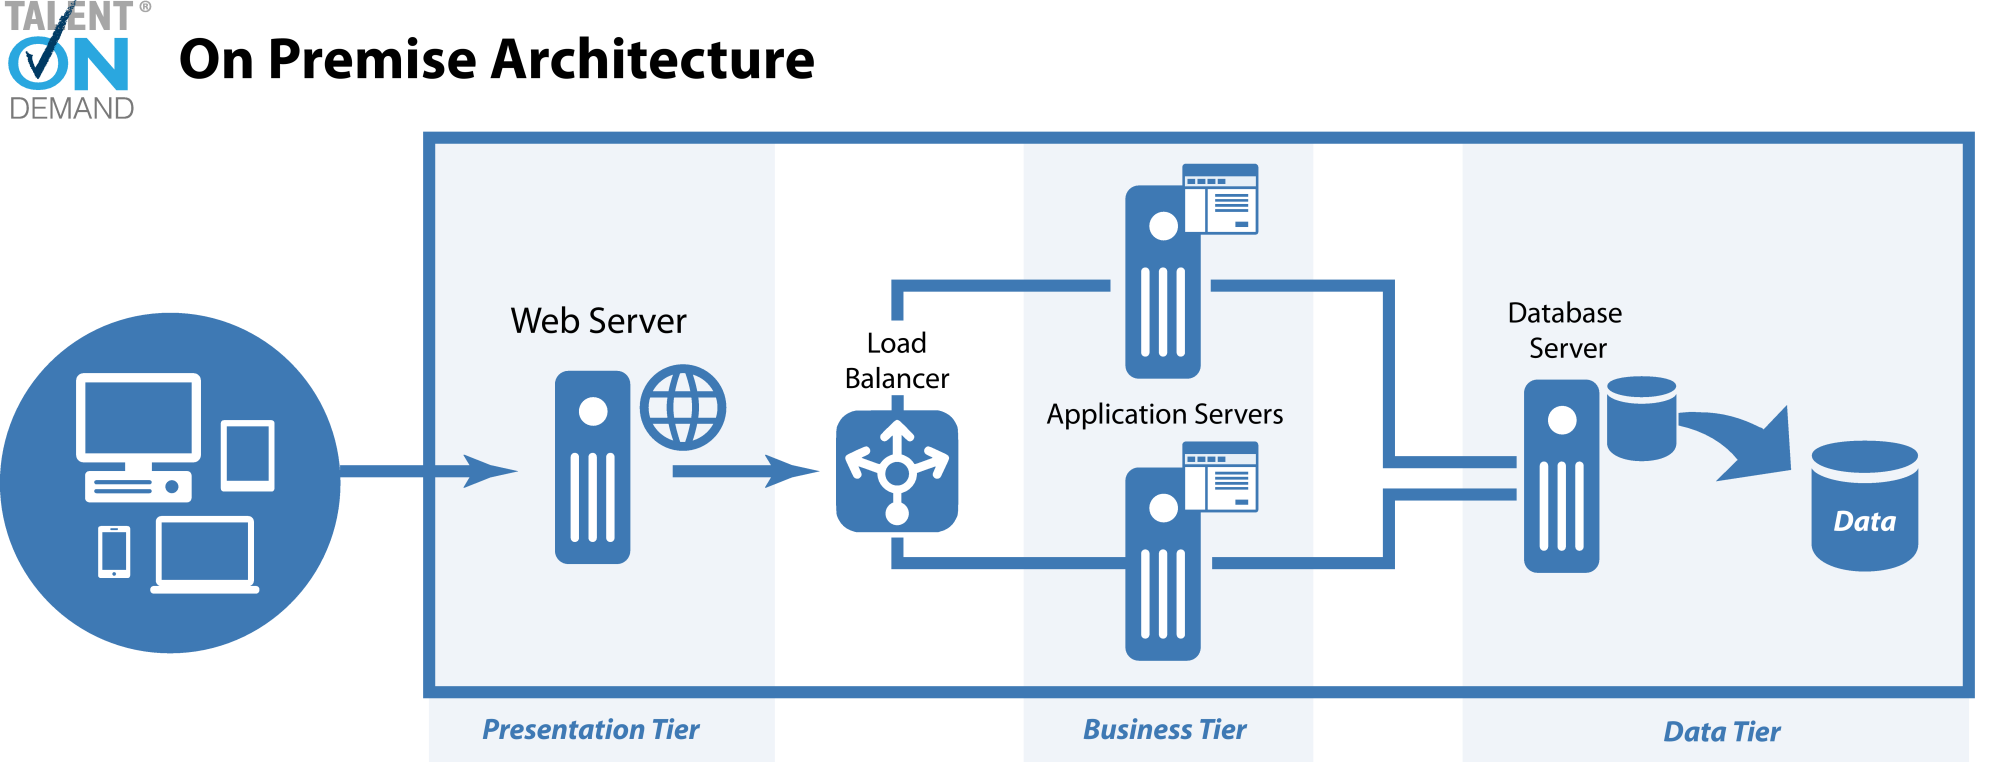 TALENT®
ON
DEMAND
On Premise Architecture
Web Server
Load
Balancer
Application Servers
Database
Server
Data
Presentation Tier
Business Tier
Data Tier